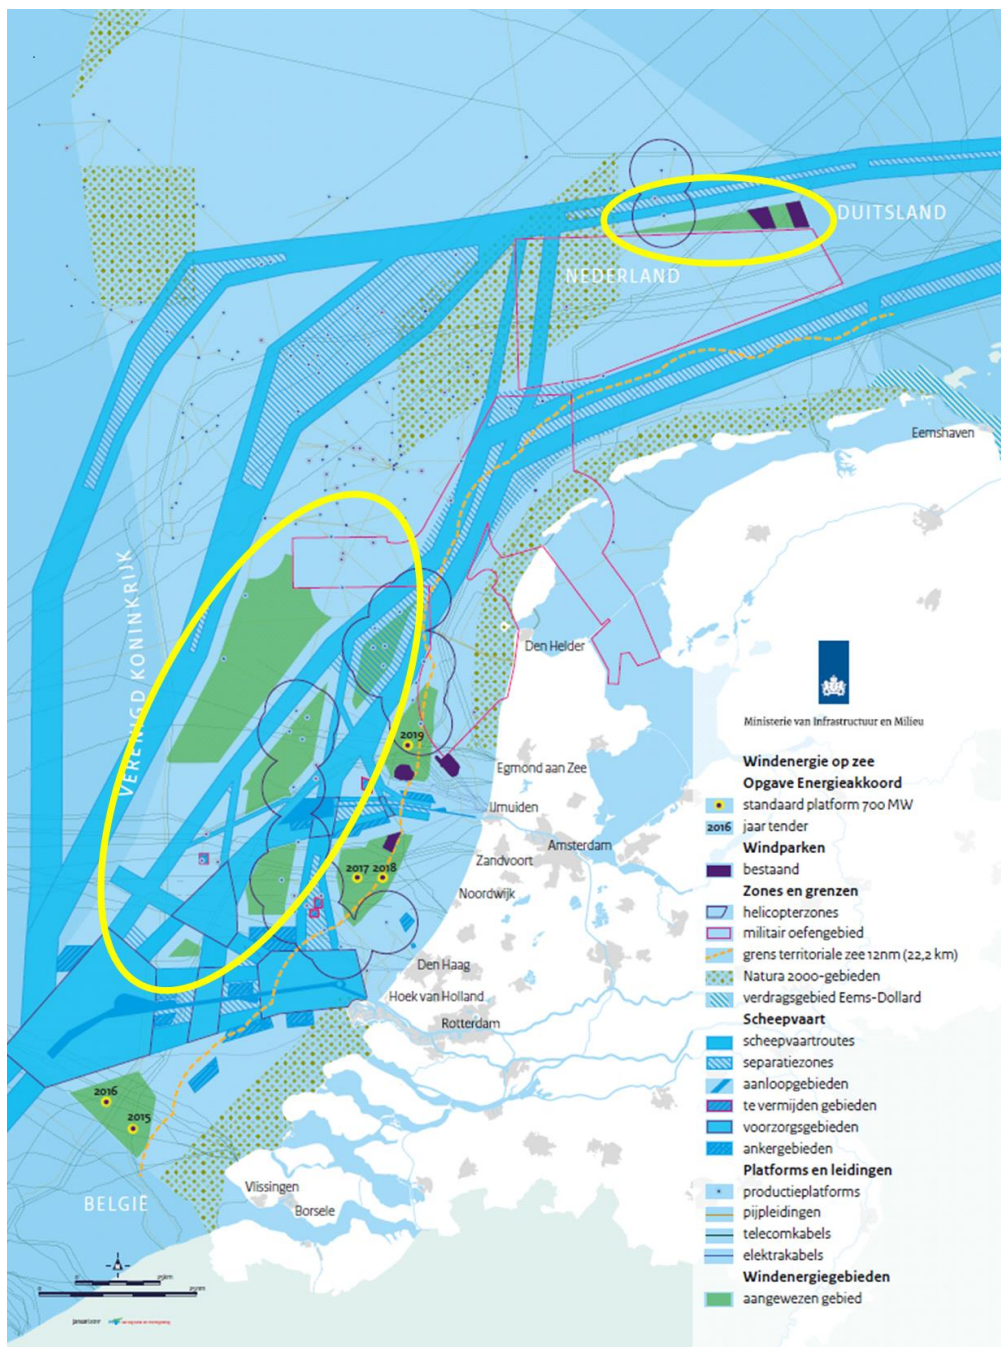 DUITSLAND
NEDERLAND
Eemshaven
VERENIGD KONINKRIJK
Den Helder
Ministerie van Infrastructuur en Milieu
2019
Egmond aan Zee
IJmuiden
Amsterdam
Zandvoort
2017
2018
Noordwijk
Den Haag
Hoek van Holland
Rotterdam
2016
2015
Vlissingen
BELGIË
Borsele
Windenergie op zee
Opgave Energieakkoord
standaard platform 700 MW
2016 jaar tender
Windparken
bestaand
Zones en grenzen
helicopterzones
militair oefengebied
grens territoriale zee 12nm (22,2 km)
Natura 2000-gebieden
verdragsgebied Eems-Dollard
Scheepvaart
scheepvaartroutes
separatiezones
aanloopgebieden
te vermijden gebieden
voorzorgsgebieden
ankergebieden
Platforms en leidingen
productieplatforms
pijpleidingen
telecomkabels
elektrakabels
Windenergiegebieden
aangewezen gebied
0
25km
0
25nm